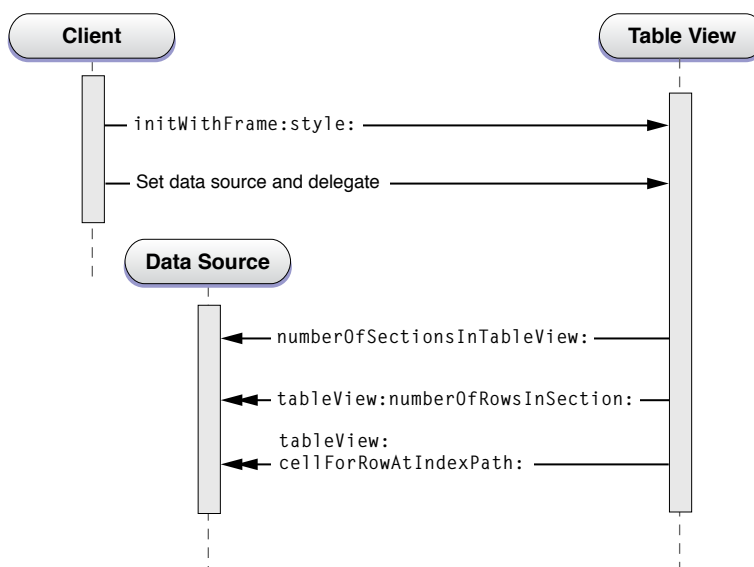 Client
Table View
initWithFrame:style:
Set data source and delegate
Data Source
numberOfSectionsInTableView:
tableView:numberOfRowsInSection:
tableView:
cellForRowAtIndexPath: